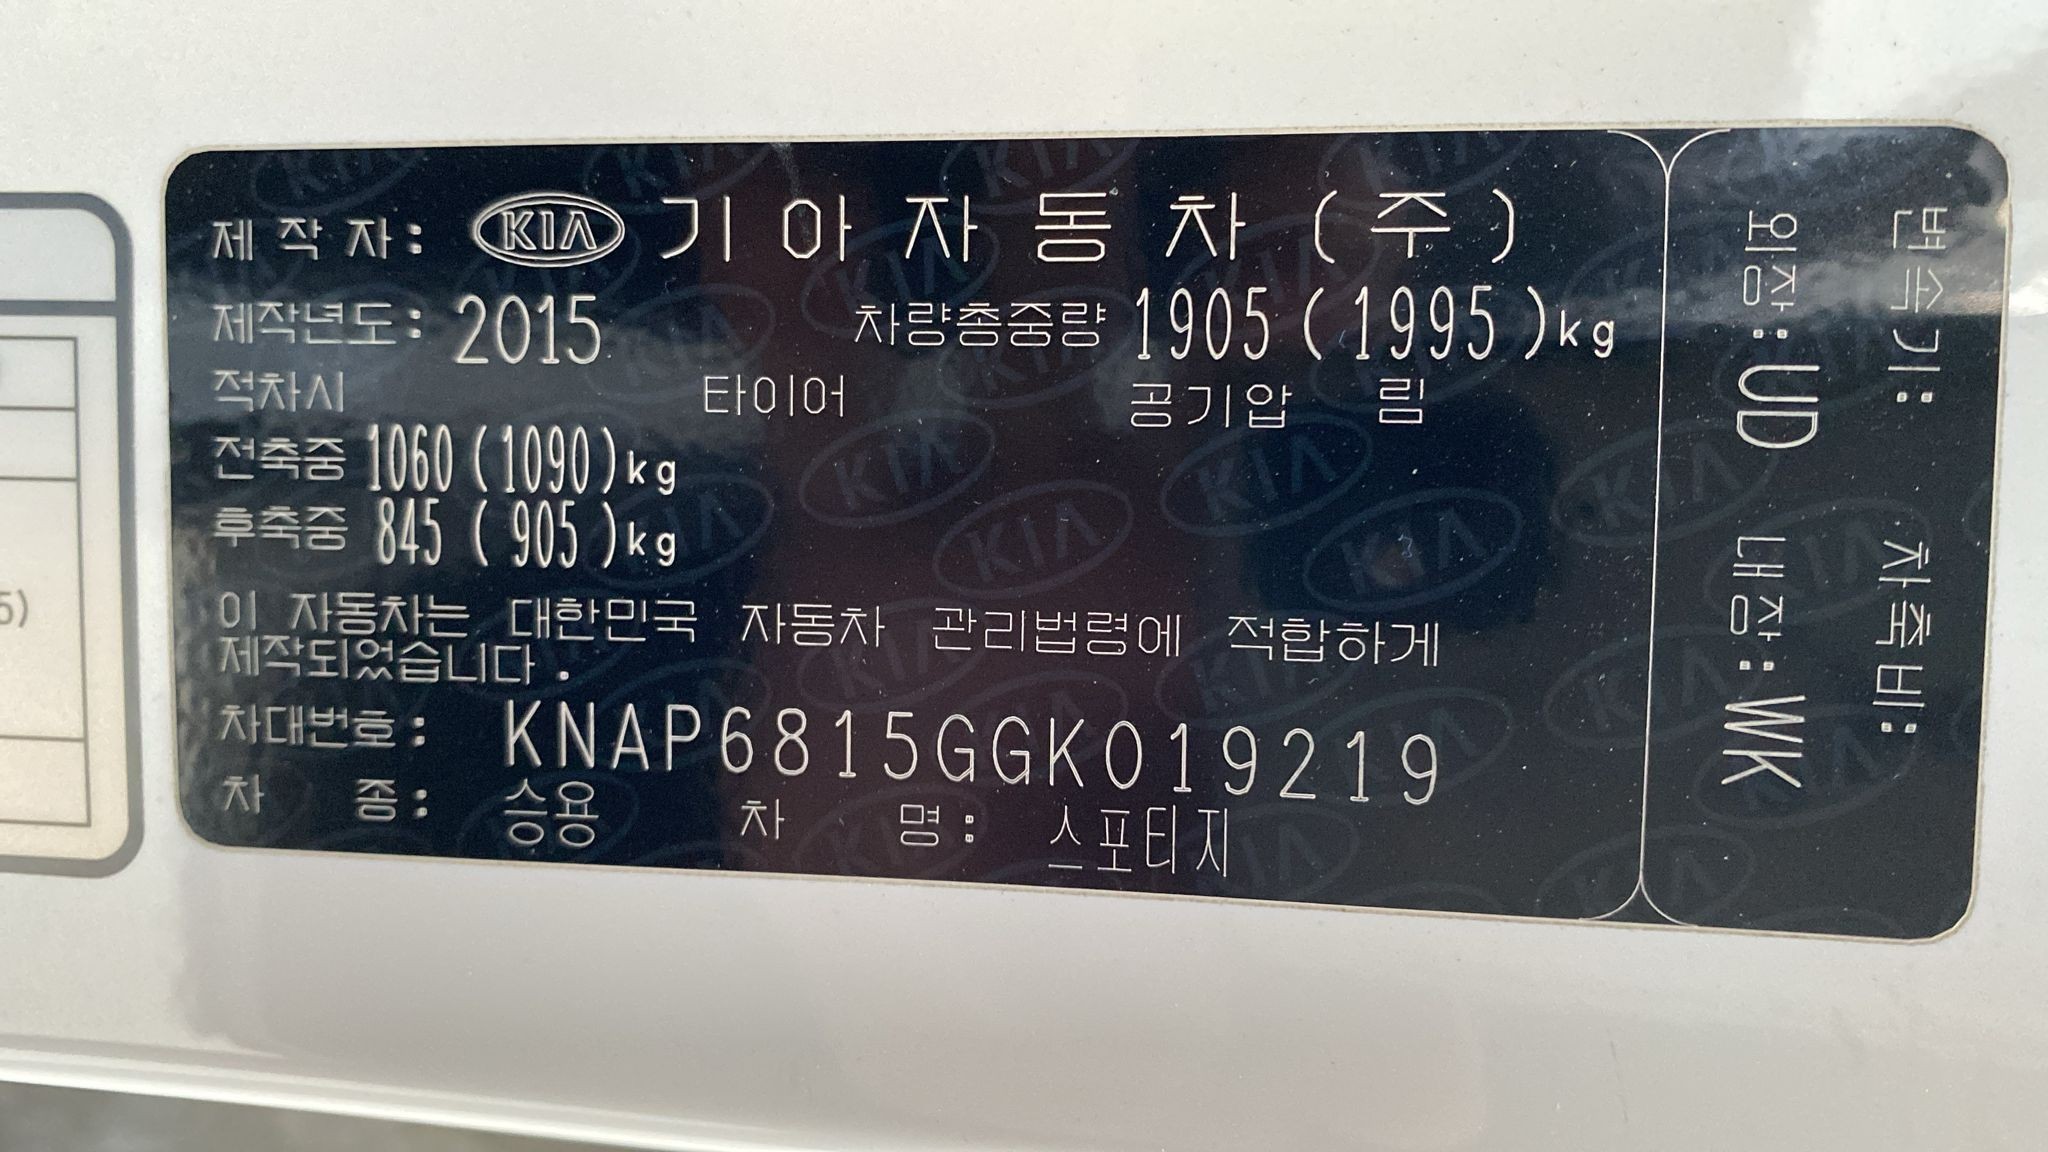 제 작 자: KIA 기 아 자 동 차 ( 주 )
제작년도: 2015 차량총중량 1905 ( 1995 ) kg
적차시 타이어 공기압 림
전축중 1060 ( 1090 ) kg
후축중 845 ( 905 ) kg
이 자동차는 대한민국 자동차 관리법령에 적합하게
제작되었습니다.
차대번호: KNAP6815GGK019219
차 종: 승용 차 명: 스포티지
변속기: 차축비:
외장:UD 내장:WK
5)